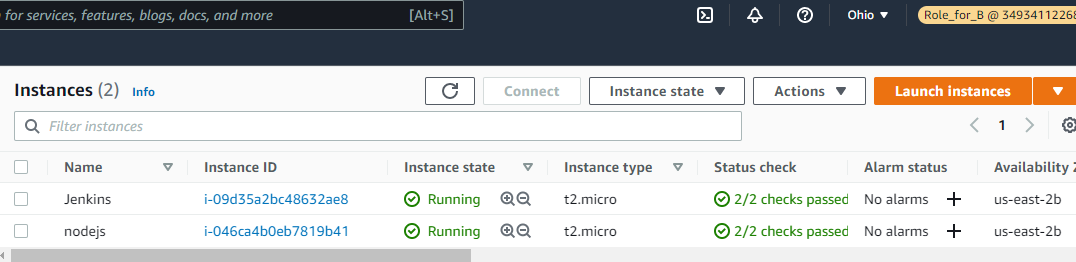 for services, features, blogs, docs, and more [Alt+S] Ohio Role_for_B @ 34934112268
Instances (2) Info Connect Instance state Actions Launch instances
Filter instances 1
Name Instance ID Instance state Instance type Status check Alarm status Availability Z
Jenkins i-09d35a2bc48632ae8 Running t2.micro 2/2 checks passed No alarms us-east-2b
nodejs i-046ca4b0eb7819b41 Running t2.micro 2/2 checks passed No alarms us-east-2b